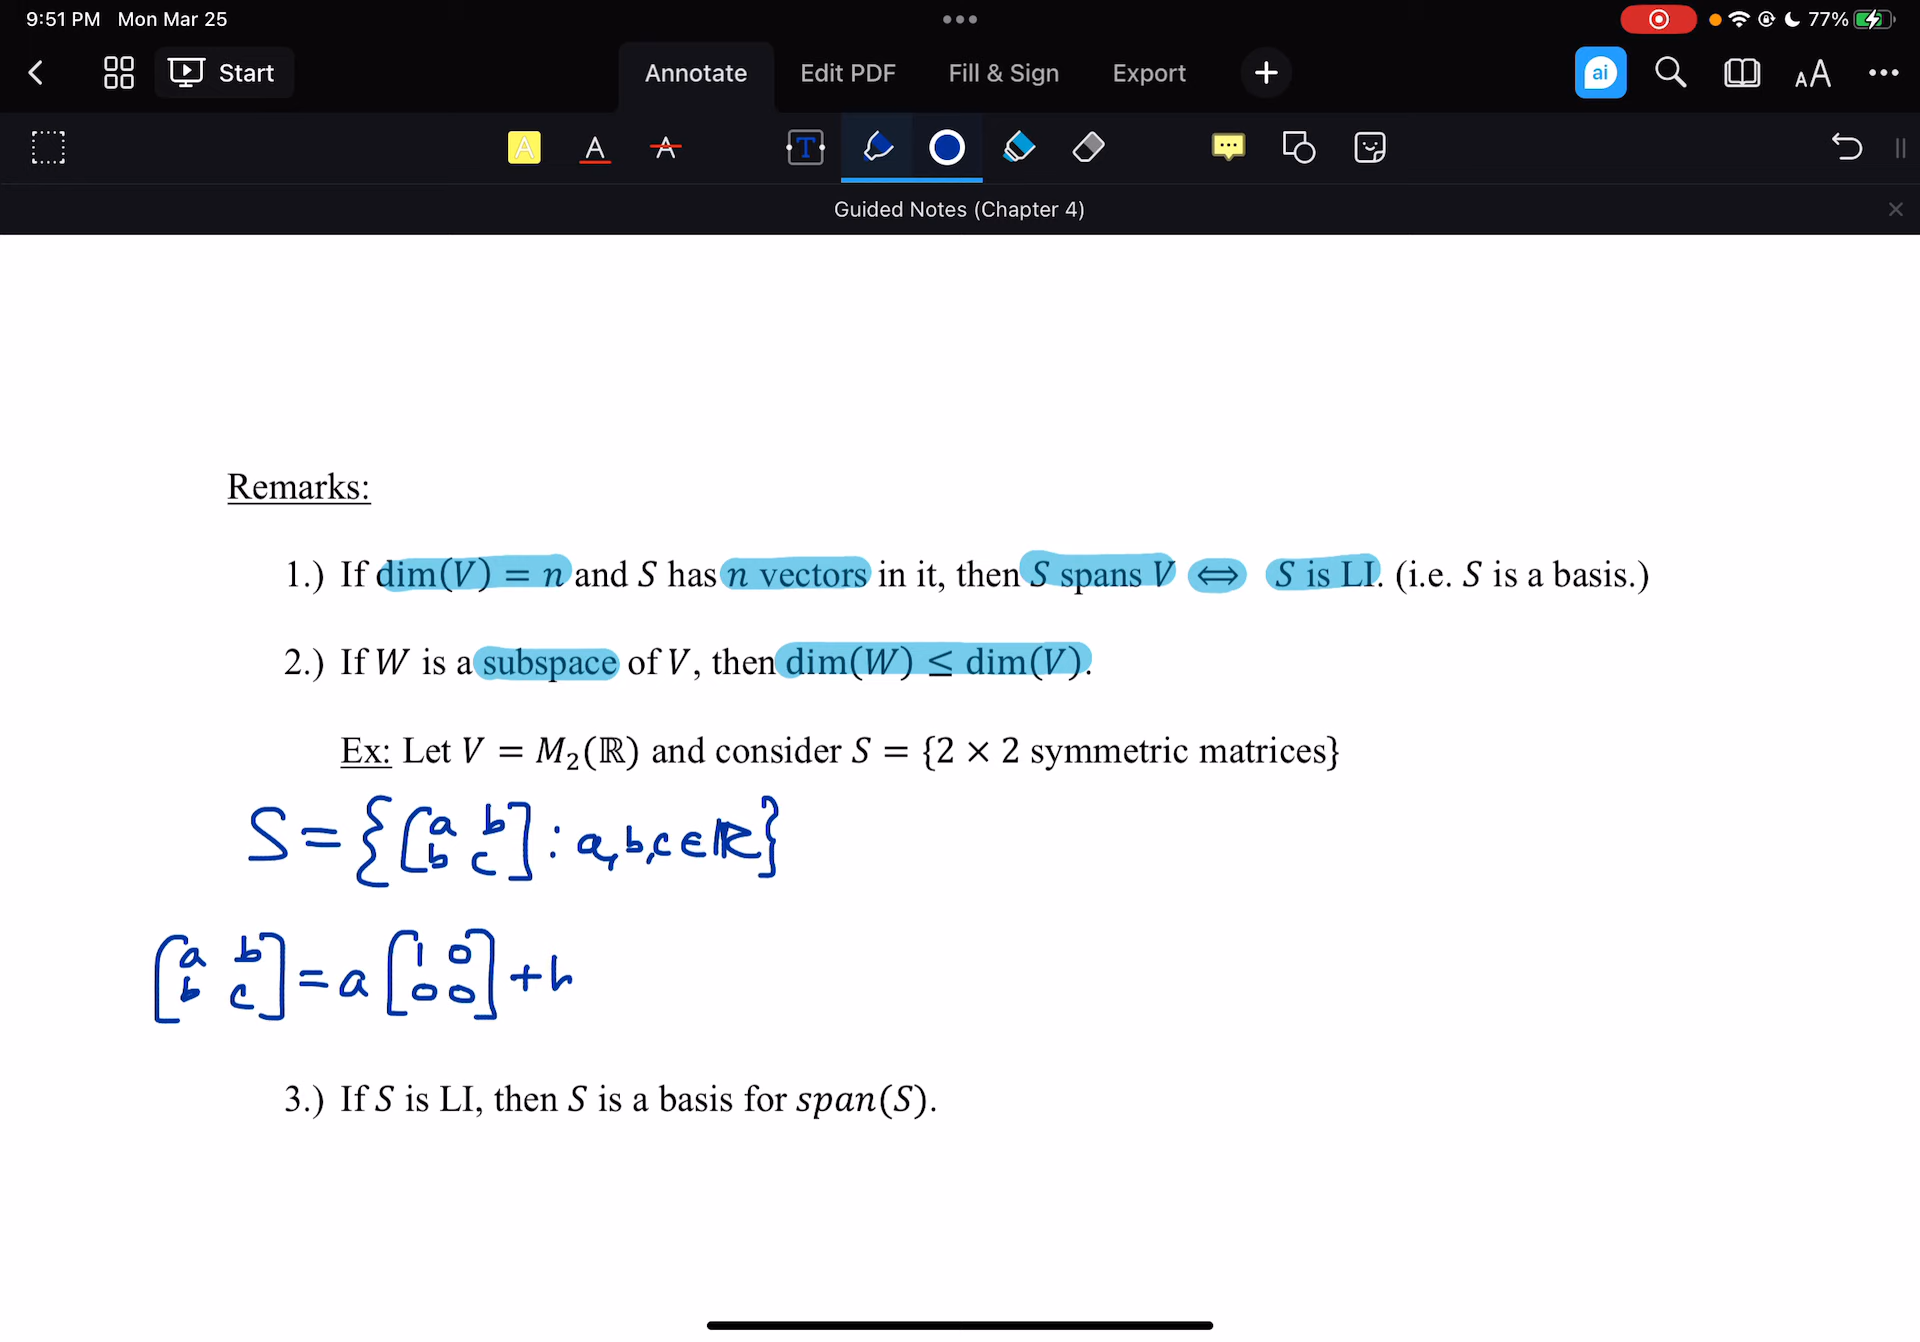 9:51 PM Mon Mar 25
77%
Start
Annotate Edit PDF Fill & Sign Export
ai
AA
A A A T
Guided Notes (Chapter 4)
Remarks:
1.) If dim(V) = n and S has n vectors in it, then S spans V ⟺ S is LI. (i.e. S is a basis.)
2.) If W is a subspace of V, then dim(W) ≤ dim(V).
Ex: Let V = M₂(ℝ) and consider S = {2 × 2 symmetric matrices}
S = {[a b; b c] : a, b, c ∈ ℝ}
[a b; b c] = a [1 0; 0 0] + h
3.) If S is LI, then S is a basis for span(S).